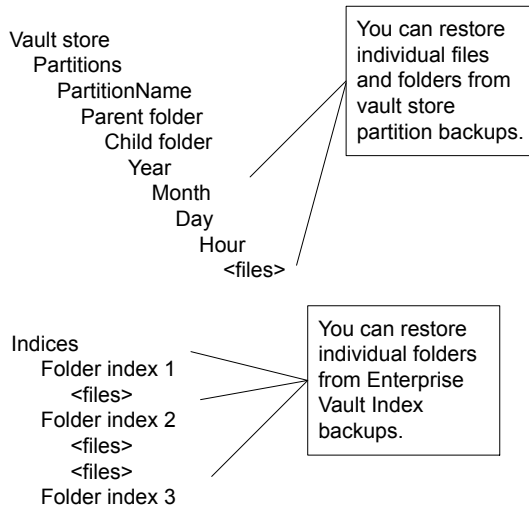 Vault store
Partitions
PartitionName
Parent folder
Child folder
Year
Month
Day
Hour
<files>
You can restore
individual files
and folders from
vault store
partition backups.
Indices
Folder index 1
<files>
Folder index 2
<files>
<files>
Folder index 3
You can restore
individual folders
from Enterprise
Vault Index
backups.